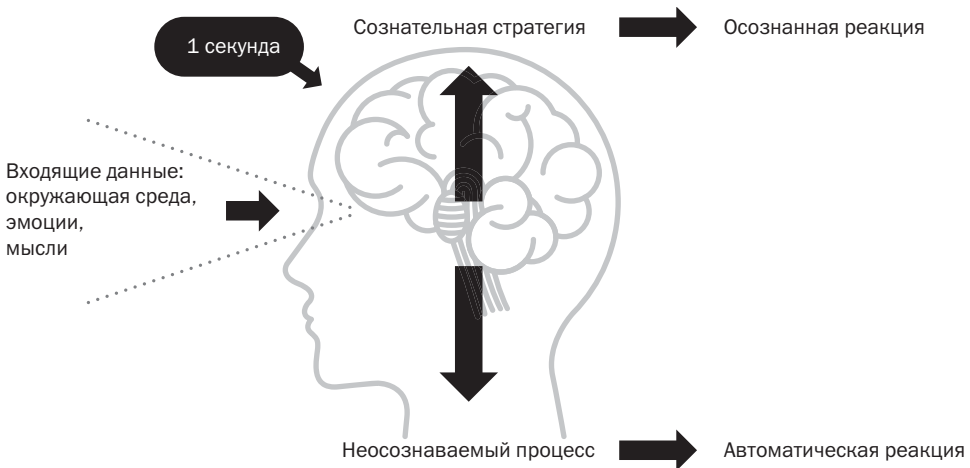 1 секунда
Сознательная стратегия
Осознанная реакция
Входящие данные:
окружающая среда,
эмоции,
мысли
Неосознаваемый процесс
Автоматическая реакция